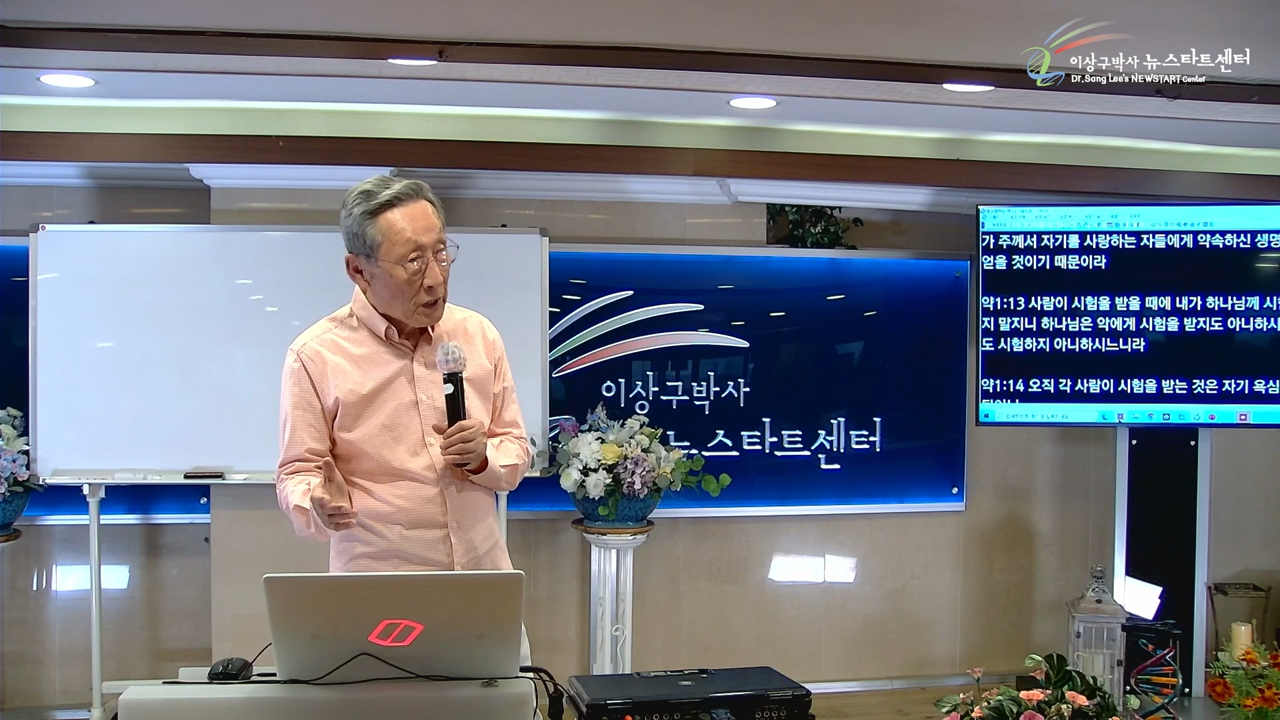 이상구박사 뉴스타트센터
Dr. Sang Lee's NEWSTART Center
가 주께서 자기를 사랑하는 자들에게 약속하신 생명
얻을 것이기 때문이라
약1:13 사람이 시험을 받을 때에 내가 하나님께 시
지 말지니 하나님은 악에게 시험을 받지도 아니하시
도 시험하지 아니하시느니라
약1:14 오직 각 사람이 시험을 받는 것은 자기 욕심
이상구박사
뉴스타트센터